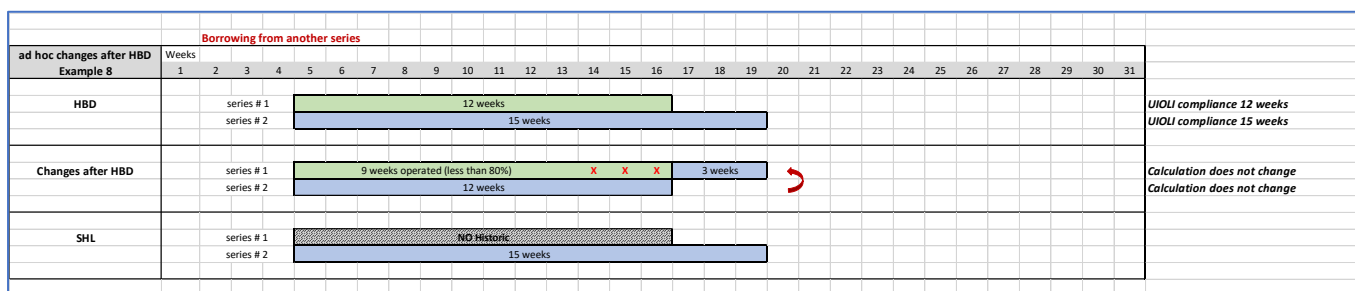 Borrowing from another series
ad hoc changes after HBD Weeks
Example 8 1 2 3 4 5 6 7 8 9 10 11 12 13 14 15 16 17 18 19 20 21 22 23 24 25 26 27 28 29 30 31
HBD series # 1 12 weeks UIOLI compliance 12 weeks
series # 2 15 weeks UIOLI compliance 15 weeks
Changes after HBD series # 1 9 weeks operated (less than 80%) X X X 3 weeks Calculation does not change
series # 2 12 weeks Calculation does not change
SHL series # 1 NO Historic
series # 2 15 weeks